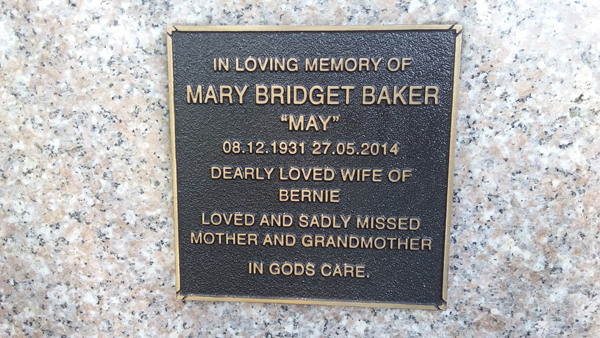 IN LOVING MEMORY OF
MARY BRIDGET BAKER
“MAY”
08.12.1931 27.05.2014
DEARLY LOVED WIFE OF
BERNIE
LOVED AND SADLY MISSED
MOTHER AND GRANDMOTHER
IN GODS CARE.